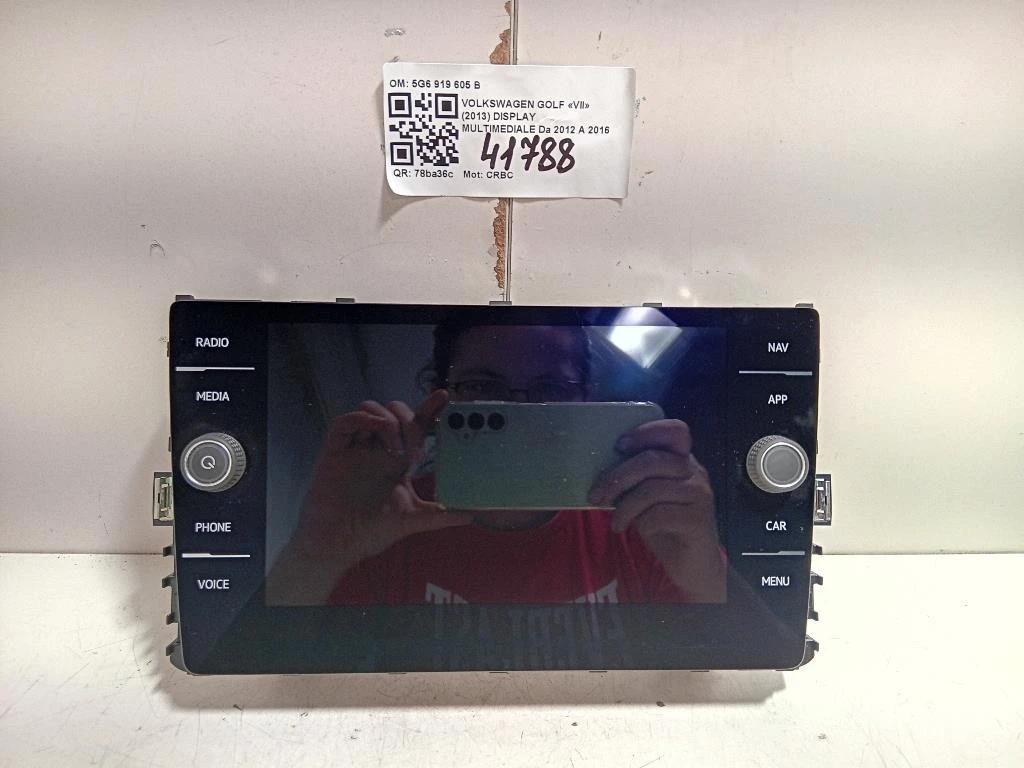 OM: 5G6 919 605 B
VOLKSWAGEN GOLF «VII»
(2013) DISPLAY
MULTIMEDIALE Da 2012 A 2016
41788
QR: 78ba36c Mot: CRBC
RADIO
MEDIA
PHONE
VOICE
NAV
APP
CAR
MENU